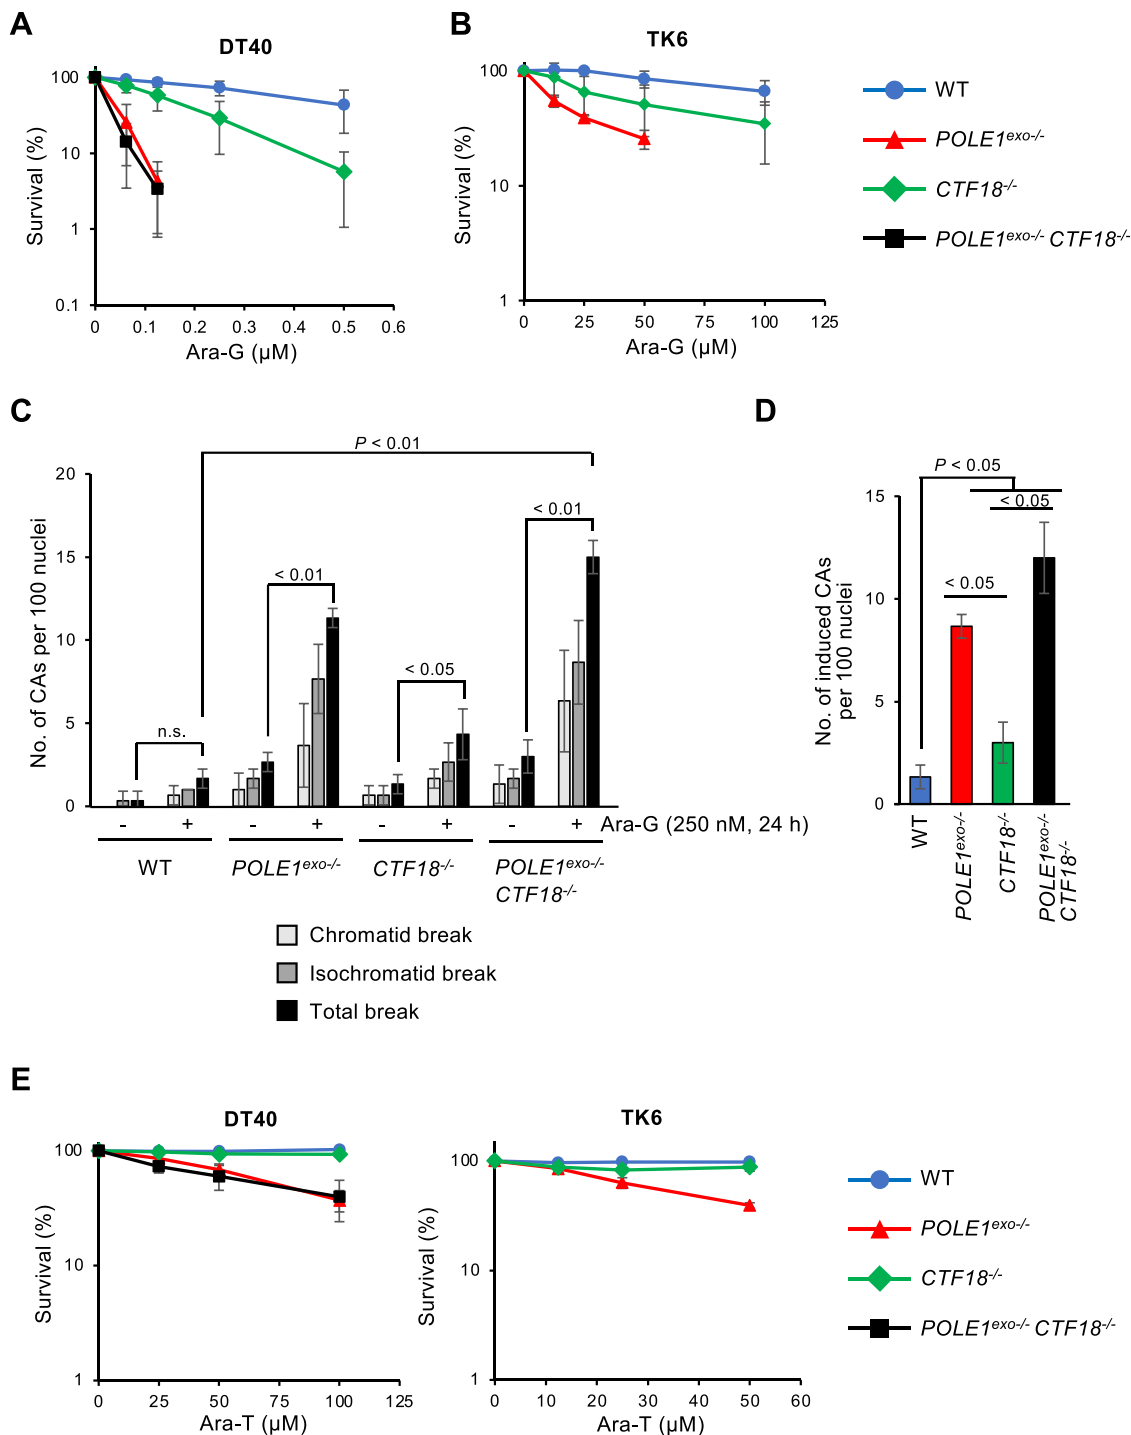 A
DT40
Survival (%)
100
10
1
0.1
0 0.1 0.2 0.3 0.4 0.5 0.6
Ara-G (µM)
B
TK6
Survival (%)
100
10
1
0 25 50 75 100 125
Ara-G (µM)
WT
POLE1exo-/-
CTF18-/-
POLE1exo-/- CTF18-/-
C
No. of CAs per 100 nuclei
20
15
10
5
0
P < 0.01
n.s.
< 0.01
< 0.05
< 0.01
- + - + - + - + Ara-G (250 nM, 24 h)
WT
POLE1exo-/-
CTF18-/-
POLE1exo-/-
CTF18-/-
Chromatid break
Isochromatid break
Total break
D
No. of induced CAs
per 100 nuclei
15
10
5
0
P < 0.05
< 0.05
< 0.05
WT
POLE1exo-/-
CTF18-/-
POLE1exo-/-
CTF18-/-
E
DT40
Survival (%)
100
10
1
0 25 50 75 100 125
Ara-T (µM)
TK6
Survival (%)
100
10
1
0 10 20 30 40 50 60
Ara-T (µM)
WT
POLE1exo-/-
CTF18-/-
POLE1exo-/- CTF18-/-